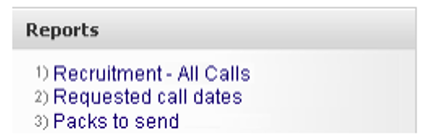 Reports
1) Recruitment - All Calls
2) Requested call dates
3) Packs to send